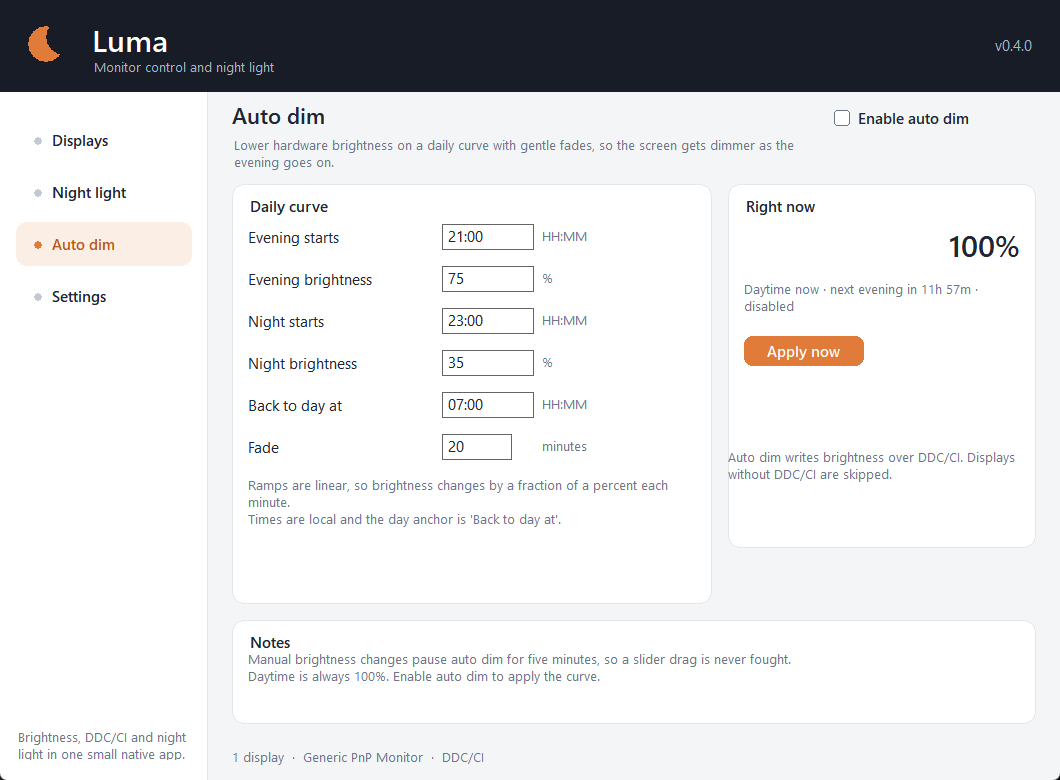 Luma
Monitor control and night light
v0.4.0
Displays
Night light
Auto dim
Settings
Brightness, DDC/CI and night
light in one small native app.
Auto dim
Enable auto dim
Lower hardware brightness on a daily curve with gentle fades, so the screen gets dimmer as the
evening goes on.
Daily curve
Evening starts 21:00 HH:MM
Evening brightness 75 %
Night starts 23:00 HH:MM
Night brightness 35 %
Back to day at 07:00 HH:MM
Fade 20 minutes
Ramps are linear, so brightness changes by a fraction of a percent each
minute.
Times are local and the day anchor is 'Back to day at'.
Right now
100%
Daytime now · next evening in 11h 57m ·
disabled
Apply now
Auto dim writes brightness over DDC/CI. Displays
without DDC/CI are skipped.
Notes
Manual brightness changes pause auto dim for five minutes, so a slider drag is never fought.
Daytime is always 100%. Enable auto dim to apply the curve.
1 display · Generic PnP Monitor · DDC/CI